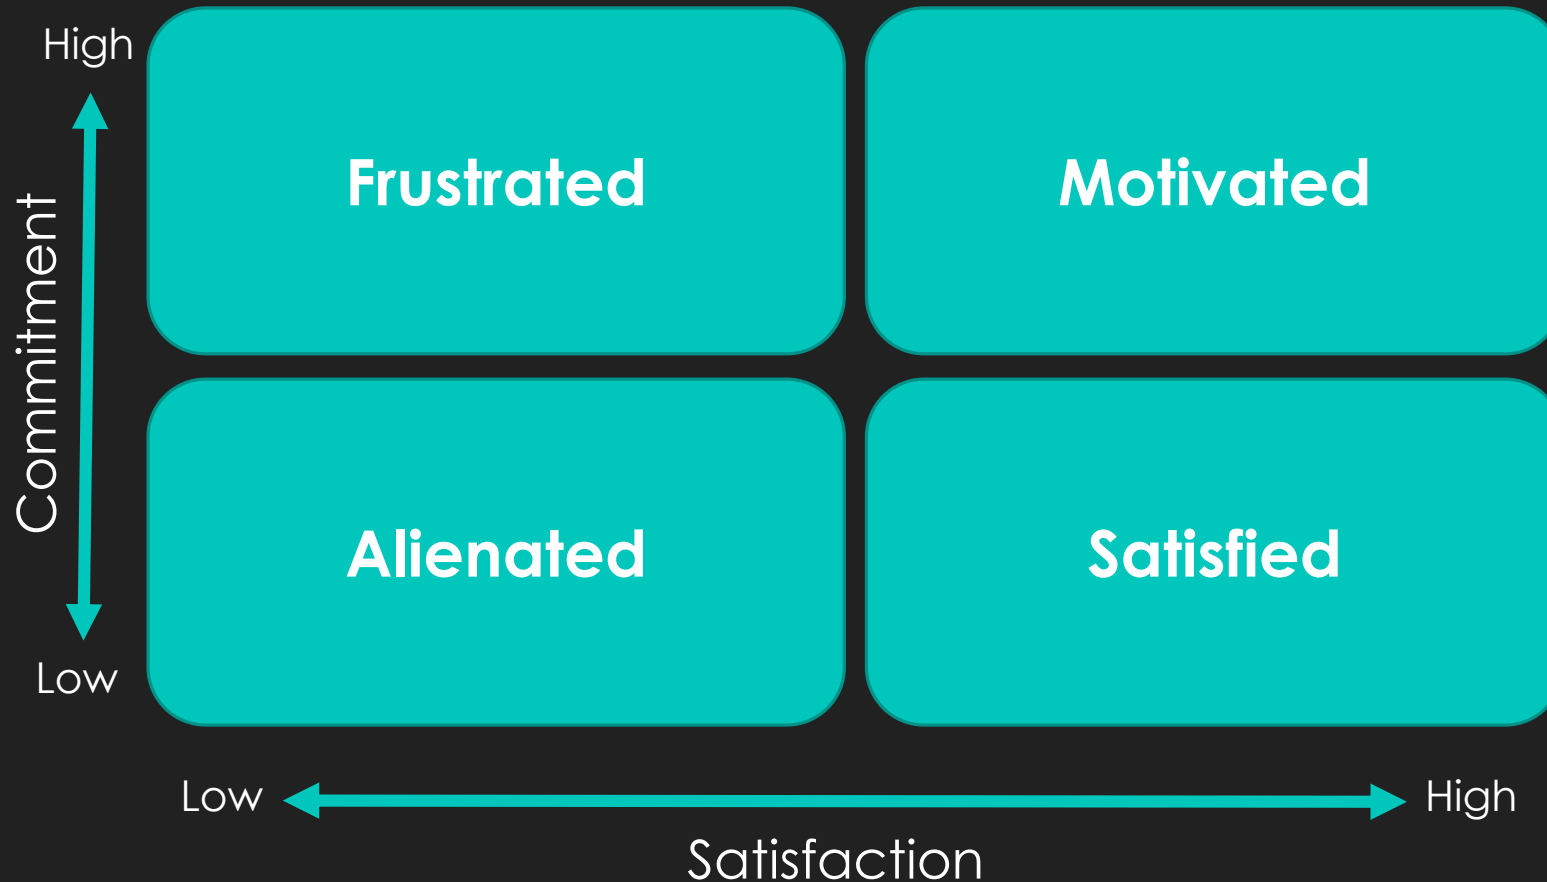 High
Frustrated
Motivated
Commitment
Alienated
Satisfied
Low
Low
High
Satisfaction